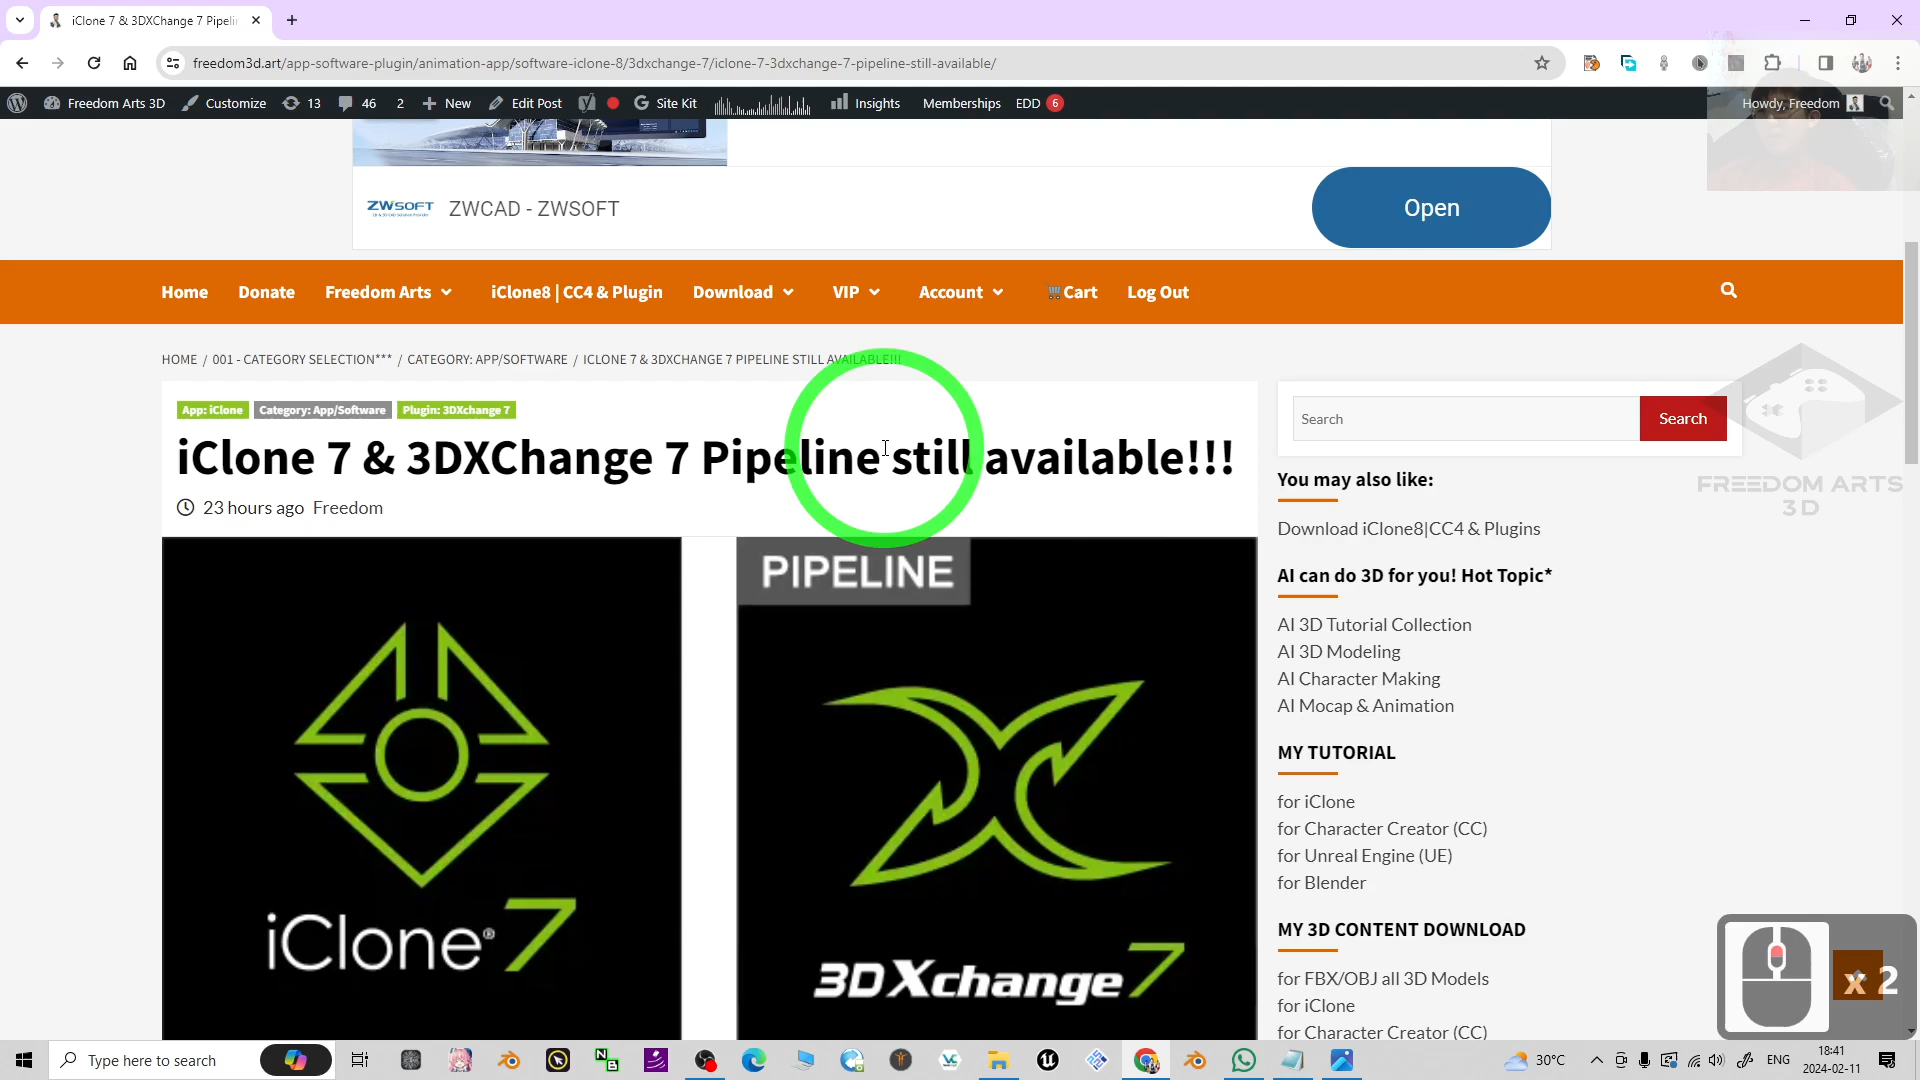 iClone 7 & 3DXChange 7 Pipelin
freedom3d.art/app-software-plugin/animation-app/software-iclone-8/3dxchange-7/iclone-7-3dxchange-7-pipeline-still-available/
Freedom Arts 3D Customize 13 46 2 New Edit Post Site Kit Insights Memberships EDD 6 Howdy, Freedom
ZWSOFT
ZWCAD - ZWSOFT
Open
Home Donate Freedom Arts iClone8 | CC4 & Plugin Download VIP Account Cart Log Out
HOME / 001 - CATEGORY SELECTION*** / CATEGORY: APP/SOFTWARE / ICLONE 7 & 3DXCHANGE 7 PIPELINE STILL AVAILABLE!!!
App: iClone Category: App/Software Plugin: 3DXchange 7
iClone 7 & 3DXChange 7 Pipeline still available!!!
23 hours ago Freedom
PIPELINE
iClone® 7
3DXchange 7
Search
Search
You may also like:
Download iClone8|CC4 & Plugins
AI can do 3D for you! Hot Topic*
AI 3D Tutorial Collection
AI 3D Modeling
AI Character Making
AI Mocap & Animation
MY TUTORIAL
for iClone
for Character Creator (CC)
for Unreal Engine (UE)
for Blender
MY 3D CONTENT DOWNLOAD
for FBX/OBJ all 3D Models
for iClone
for Character Creator (CC)
FREEDOM ARTS
3D
x 2
Type here to search
30°C
ENG
18:41
2024-02-11